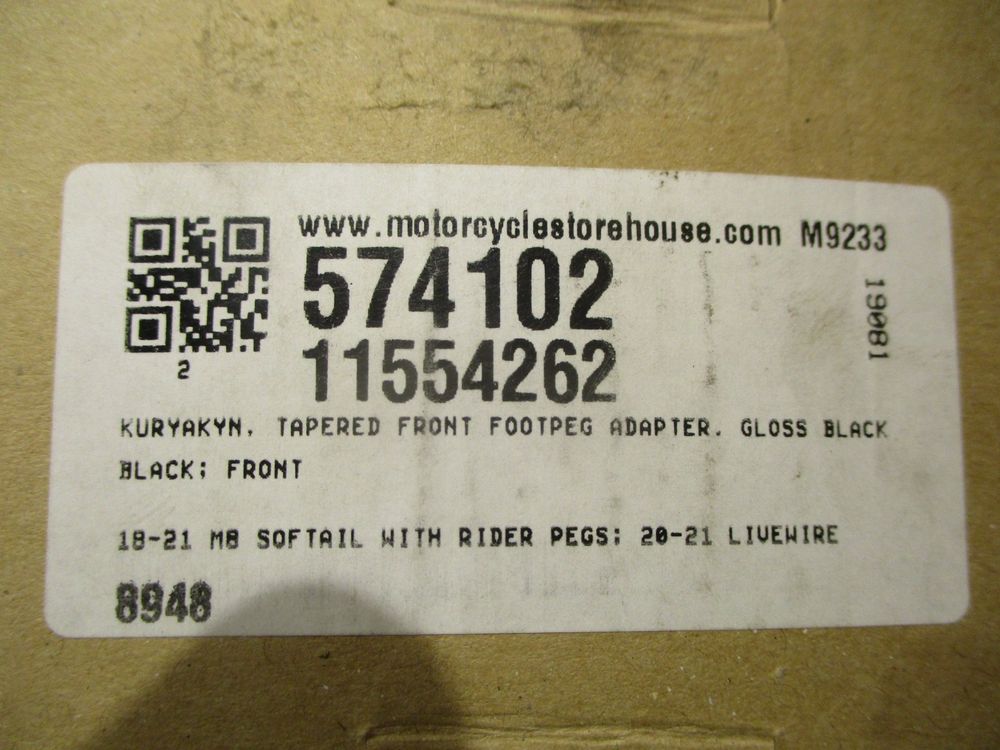 www.motorcyclestorehouse.com M9233
574102
19081
11554262
2
KURYAKYN. TAPERED FRONT FOOTPEG ADAPTER. GLOSS BLACK
BLACK; FRONT
18-21 M8 SOFTAIL WITH RIDER PEGS; 20-21 LIVEWIRE
8948